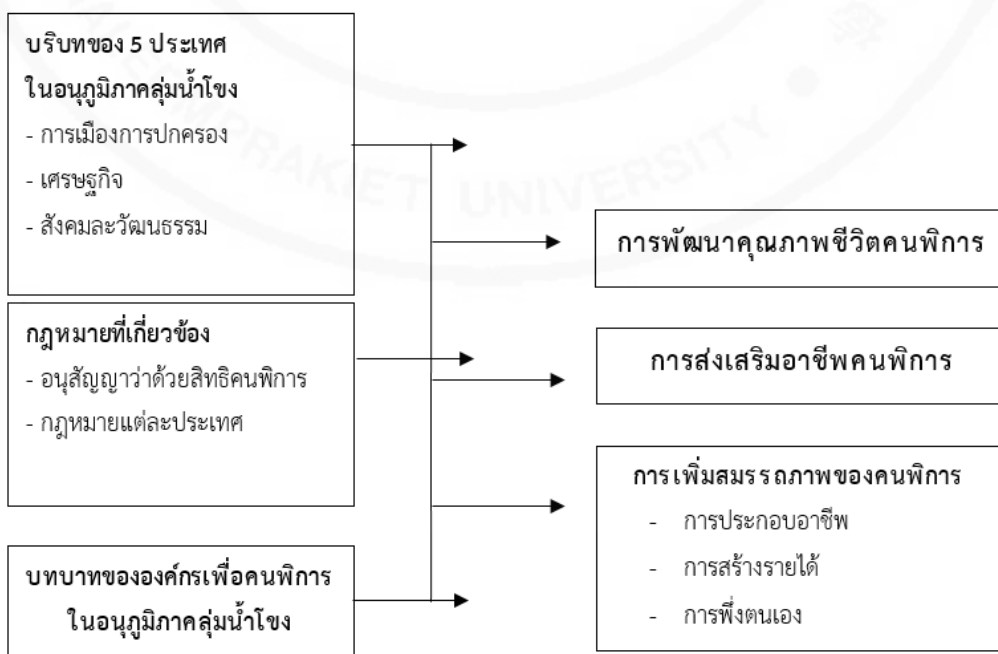 บริบทของ 5 ประเทศ
ในอนุภูมิภาคลุ่มน้ำโขง
- การเมืองการปกครอง
- เศรษฐกิจ
- สังคมละวัฒนธรรม
กฎหมายที่เกี่ยวข้อง
- อนุสัญญาว่าด้วยสิทธิคนพิการ
- กฎหมายแต่ละประเทศ
บทบาทขององค์กรเพื่อคนพิการ
ในอนุภูมิภาคลุ่มน้ำโขง
การพัฒนาคุณภาพชีวิตคนพิการ
การส่งเสริมอาชีพคนพิการ
การเพิ่มสมรรถภาพของคนพิการ
- การประกอบอาชีพ
- การสร้างรายได้
- การพึ่งตนเอง
PRAKIET UNIVERSITY